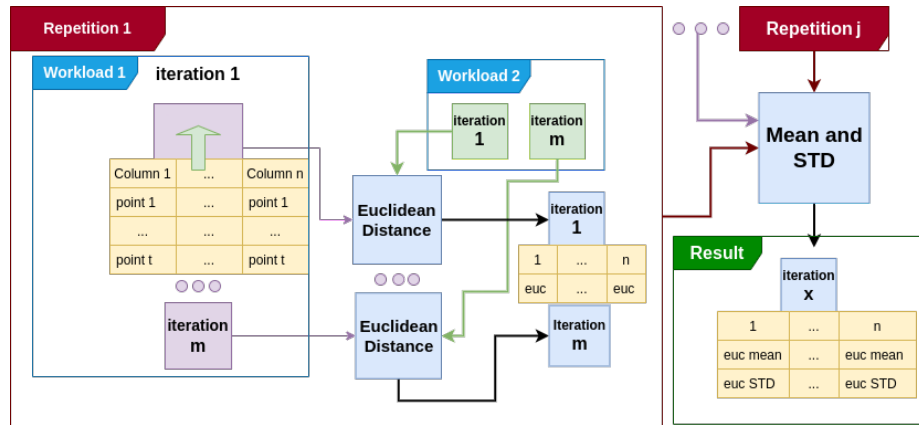 Repetition 1
Workload 1
iteration 1
Column 1 ... Column n
point 1 ... point 1
... ...
point t ... point t
iteration
m
Workload 2
iteration
1
iteration
m
Euclidean
Distance
Euclidean
Distance
iteration
1
1 ... n
euc ... euc
Iteration
m
Repetition j
Mean and
STD
Result
iteration
x
1 ... n
euc mean ... euc mean
euc STD ... euc STD